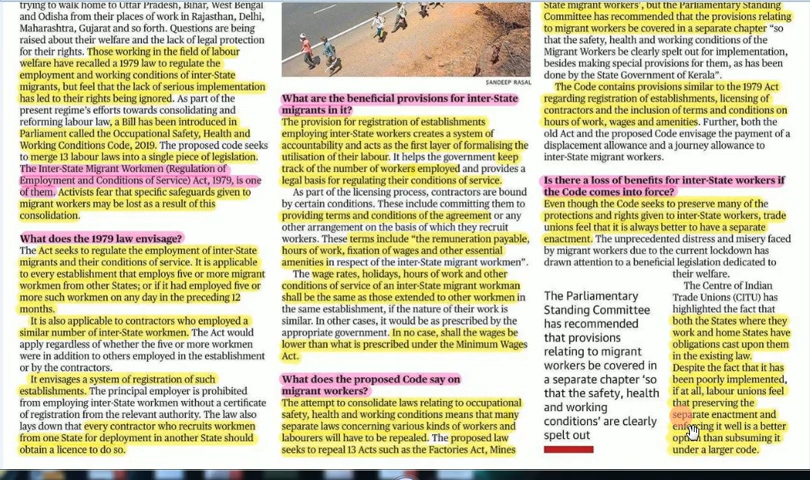 trying to walk home to Uttar Pradesh, Bihar, West Bengal
and Odisha from their places of work in Rajasthan, Delhi,
Maharashtra, Gujarat and so forth. Questions are being
raised about their welfare and the lack of legal protection
for their rights. Those working in the field of labour
welfare have recalled a 1979 law to regulate the
employment and working conditions of inter-State
migrants, but feel that the lack of serious implementation
has led to their rights being ignored. As part of the
present regime's efforts towards consolidating and
reforming labour law, a Bill has been introduced in
Parliament called the Occupational Safety, Health and
Working Conditions Code, 2019. The proposed code seeks
to merge 13 labour laws into a single piece of legislation.
The Inter-State Migrant Workmen (Regulation of
Employment and Conditions of Service) Act, 1979, is one
of them. Activists fear that specific safeguards given to
migrant workers may be lost as a result of this
consolidation.
What does the 1979 law envisage?
The Act seeks to regulate the employment of inter-State
migrants and their conditions of service. It is applicable
to every establishment that employs five or more migrant
workmen from other States; or if it had employed five or
more such workmen on any day in the preceding 12
months.
It is also applicable to contractors who employed a
similar number of inter-State workmen. The Act would
apply regardless of whether the five or more workmen
were in addition to others employed in the establishment
or by the contractors.
It envisages a system of registration of such
establishments. The principal employer is prohibited
from employing inter-State workmen without a certificate
of registration from the relevant authority. The law also
lays down that every contractor who recruits workmen
from one State for deployment in another State should
obtain a licence to do so.
SANDEEP RASAL
What are the beneficial provisions for inter-State
migrants in it?
The provision for registration of establishments
employing inter-State workers creates a system of
accountability and acts as the first layer of formalising the
utilisation of their labour. It helps the government keep
track of the number of workers employed and provides a
legal basis for regulating their conditions of service.
As part of the licensing process, contractors are bound
by certain conditions. These include committing them to
providing terms and conditions of the agreement or any
other arrangement on the basis of which they recruit
workers. These terms include "the remuneration payable,
hours of work, fixation of wages and other essential
amenities in respect of the inter-State migrant workmen".
The wage rates, holidays, hours of work and other
conditions of service of an inter-State migrant workman
shall be the same as those extended to other workmen in
the same establishment, if the nature of their work is
similar. In other cases, it would be as prescribed by the
appropriate government. In no case, shall the wages be
lower than what is prescribed under the Minimum Wages
Act.
What does the proposed Code say on
migrant workers?
The attempt to consolidate laws relating to occupational
safety, health and working conditions means that many
separate laws concerning various kinds of workers and
labourers will have to be repealed. The proposed law
seeks to repeal 13 Acts such as the Factories Act, Mines
State migrant workers', but the Parliamentary Standing
Committee has recommended that the provisions relating
to migrant workers be covered in a separate chapter "so
that the safety, health and working conditions of the
Migrant Workers be clearly spelt out for implementation,
besides making special provisions for them, as has been
done by the State Government of Kerala".
The Code contains provisions similar to the 1979 Act
regarding registration of establishments, licensing of
contractors and the inclusion of terms and conditions on
hours of work, wages and amenities. Further, both the
old Act and the proposed Code envisage the payment of a
displacement allowance and a journey allowance to
inter-State migrant workers.
Is there a loss of benefits for inter-State workers if
the Code comes into force?
Even though the Code seeks to preserve many of the
protections and rights given to inter-State workers, trade
unions feel that it is always better to have a separate
enactment. The unprecedented distress and misery faced
by migrant workers due to the current lockdown has
drawn attention to a beneficial legislation dedicated to
their welfare.
The Centre of Indian
Trade Unions (CITU) has
highlighted the fact that
both the States where they
work and home States have
obligations cast upon them
in the existing law.
Despite the fact that it has
been poorly implemented,
if at all, labour unions feel
that preserving the
separate enactment and
enforcing it well is a better
option than subsuming it
under a larger code.
The Parliamentary
Standing Committee
has recommended
that provisions
relating to migrant
workers be covered in
a separate chapter 'so
that the safety, health
and working
conditions' are clearly
spelt out